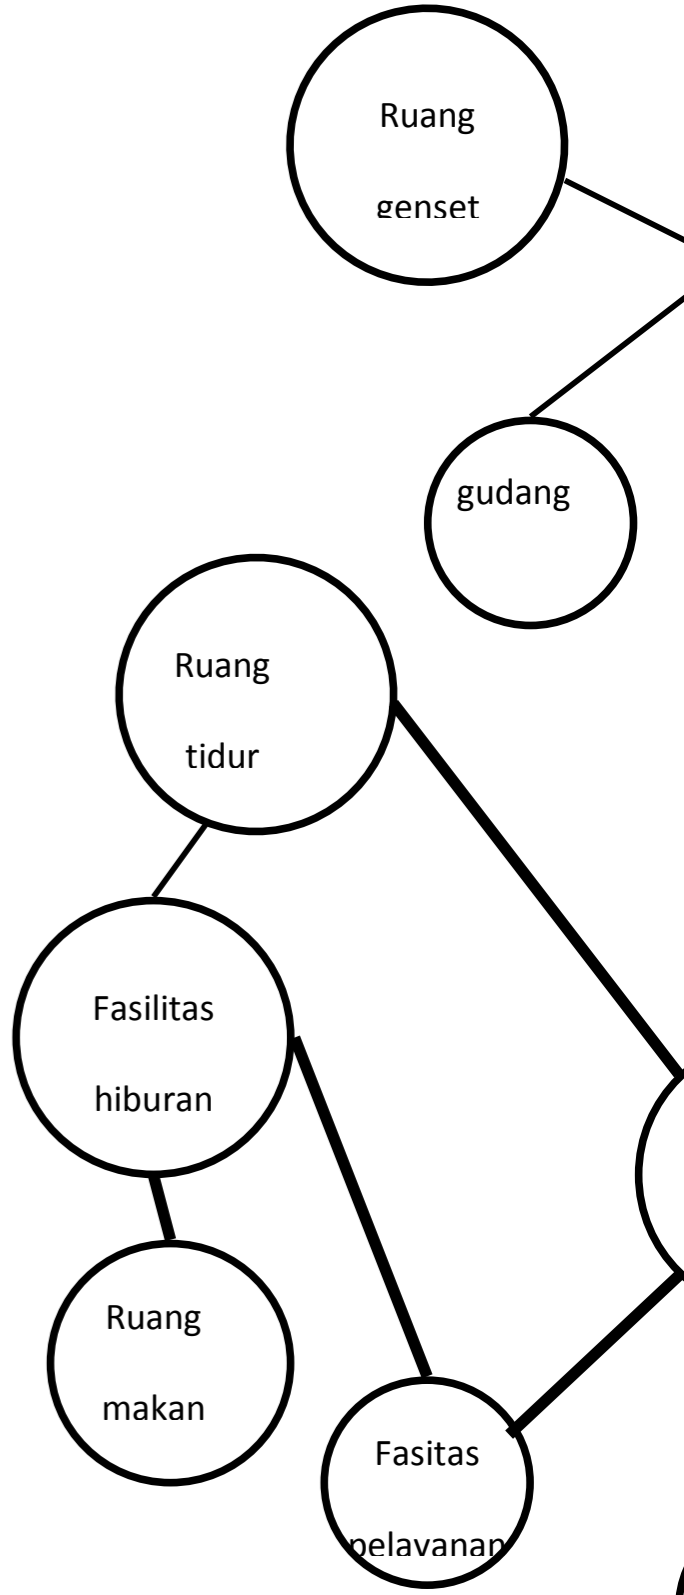 Ruang
genset
gudang
Ruang
tidur
Fasilitas
hiburan
Ruang
makan
Fasitas
pelayanan